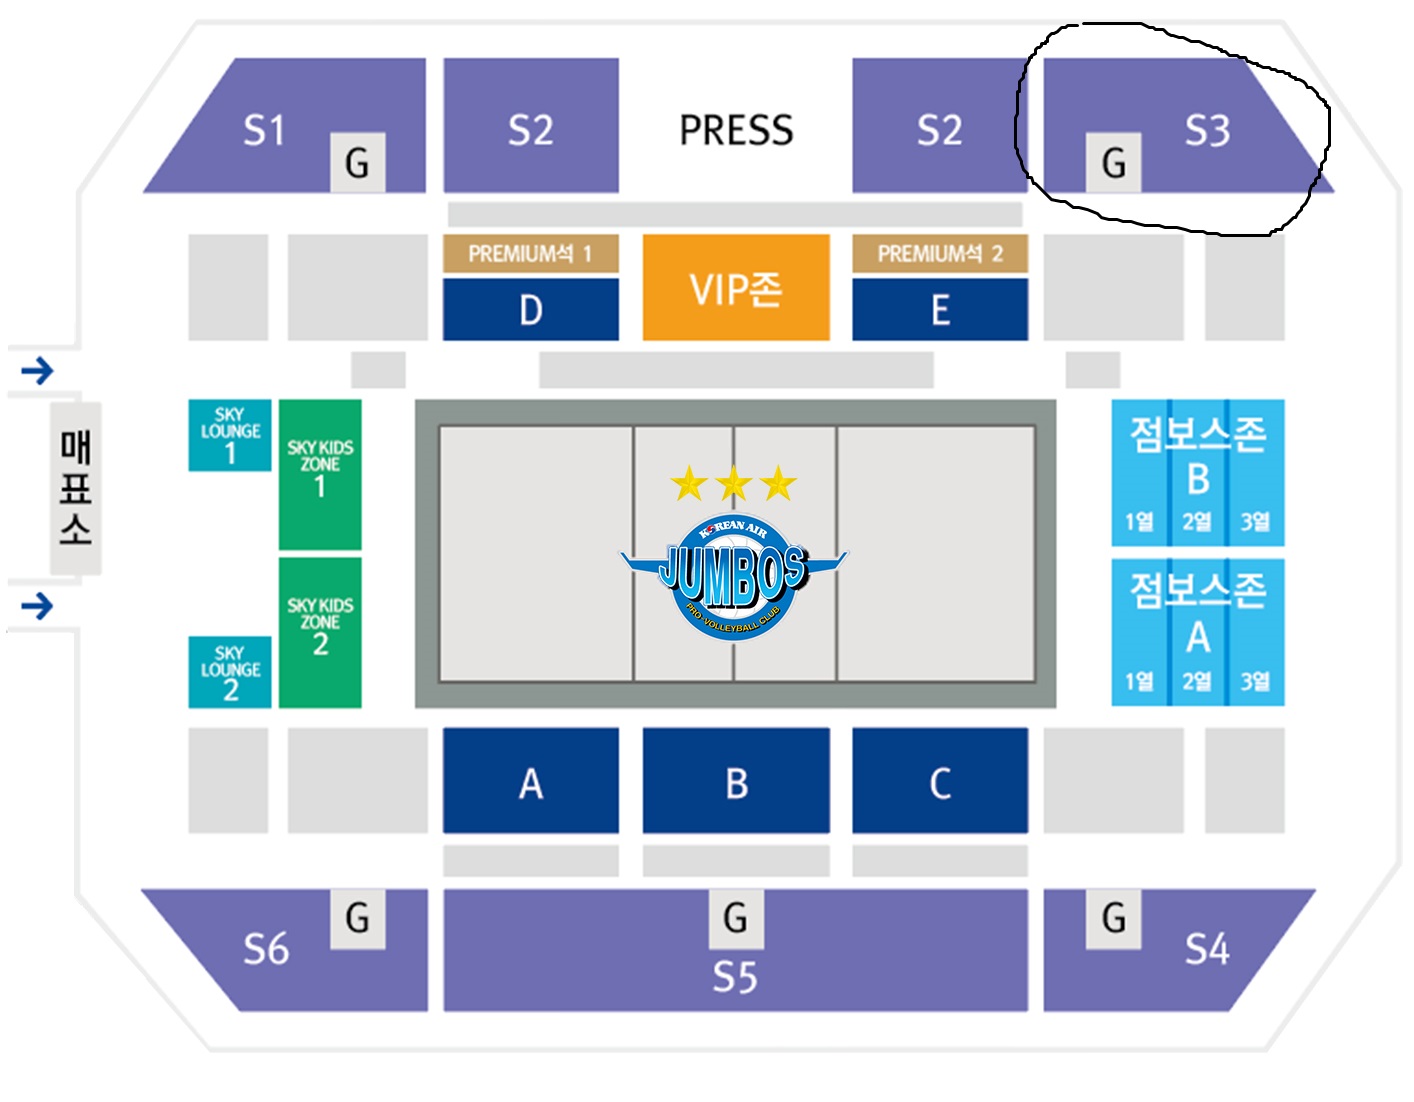 S1
G
S2
PRESS
S2
G
S3
PREMIUM석 1
VIP존
PREMIUM석 2
D
E
매표소
SKY
LOUNGE
1
SKY KIDS
ZONE
1
점보스존
B
1열 2열 3열
KOREAN AIR
JUMBOS
PRO-VOLLEYBALL CLUB
SKY KIDS
ZONE
2
점보스존
A
1열 2열 3열
SKY
LOUNGE
2
A
B
C
G
S6
G
S5
G
S4